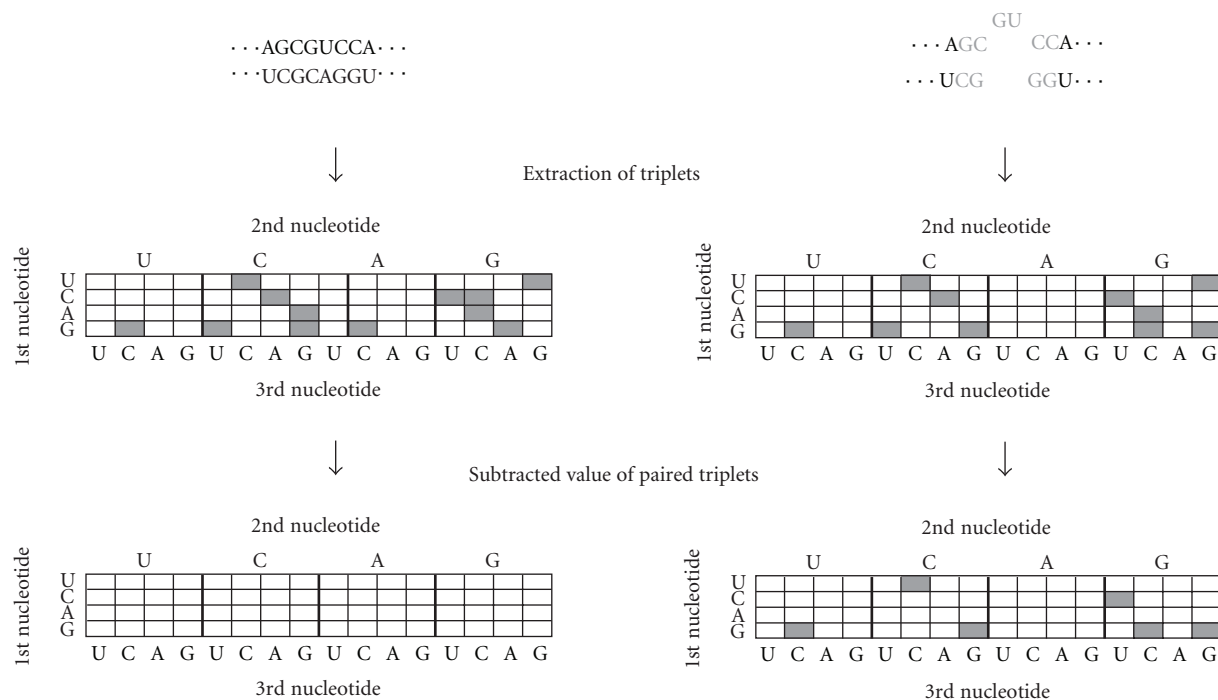 GU
···AGCGUCCA···
···AGC CCA···
···UCGCAGGU···
···UCG GGU···
Extraction of triplets
2nd nucleotide
2nd nucleotide
U C A G
U C A G
1st nucleotide
U
C
A
G
1st nucleotide
U
C
A
G
U C A G U C A G U C A G U C A G
U C A G U C A G U C A G U C A G
3rd nucleotide
3rd nucleotide
Subtracted value of paired triplets
2nd nucleotide
2nd nucleotide
U C A G
U C A G
1st nucleotide
U
C
A
G
1st nucleotide
U
C
A
G
U C A G U C A G U C A G U C A G
U C A G U C A G U C A G U C A G
3rd nucleotide
3rd nucleotide